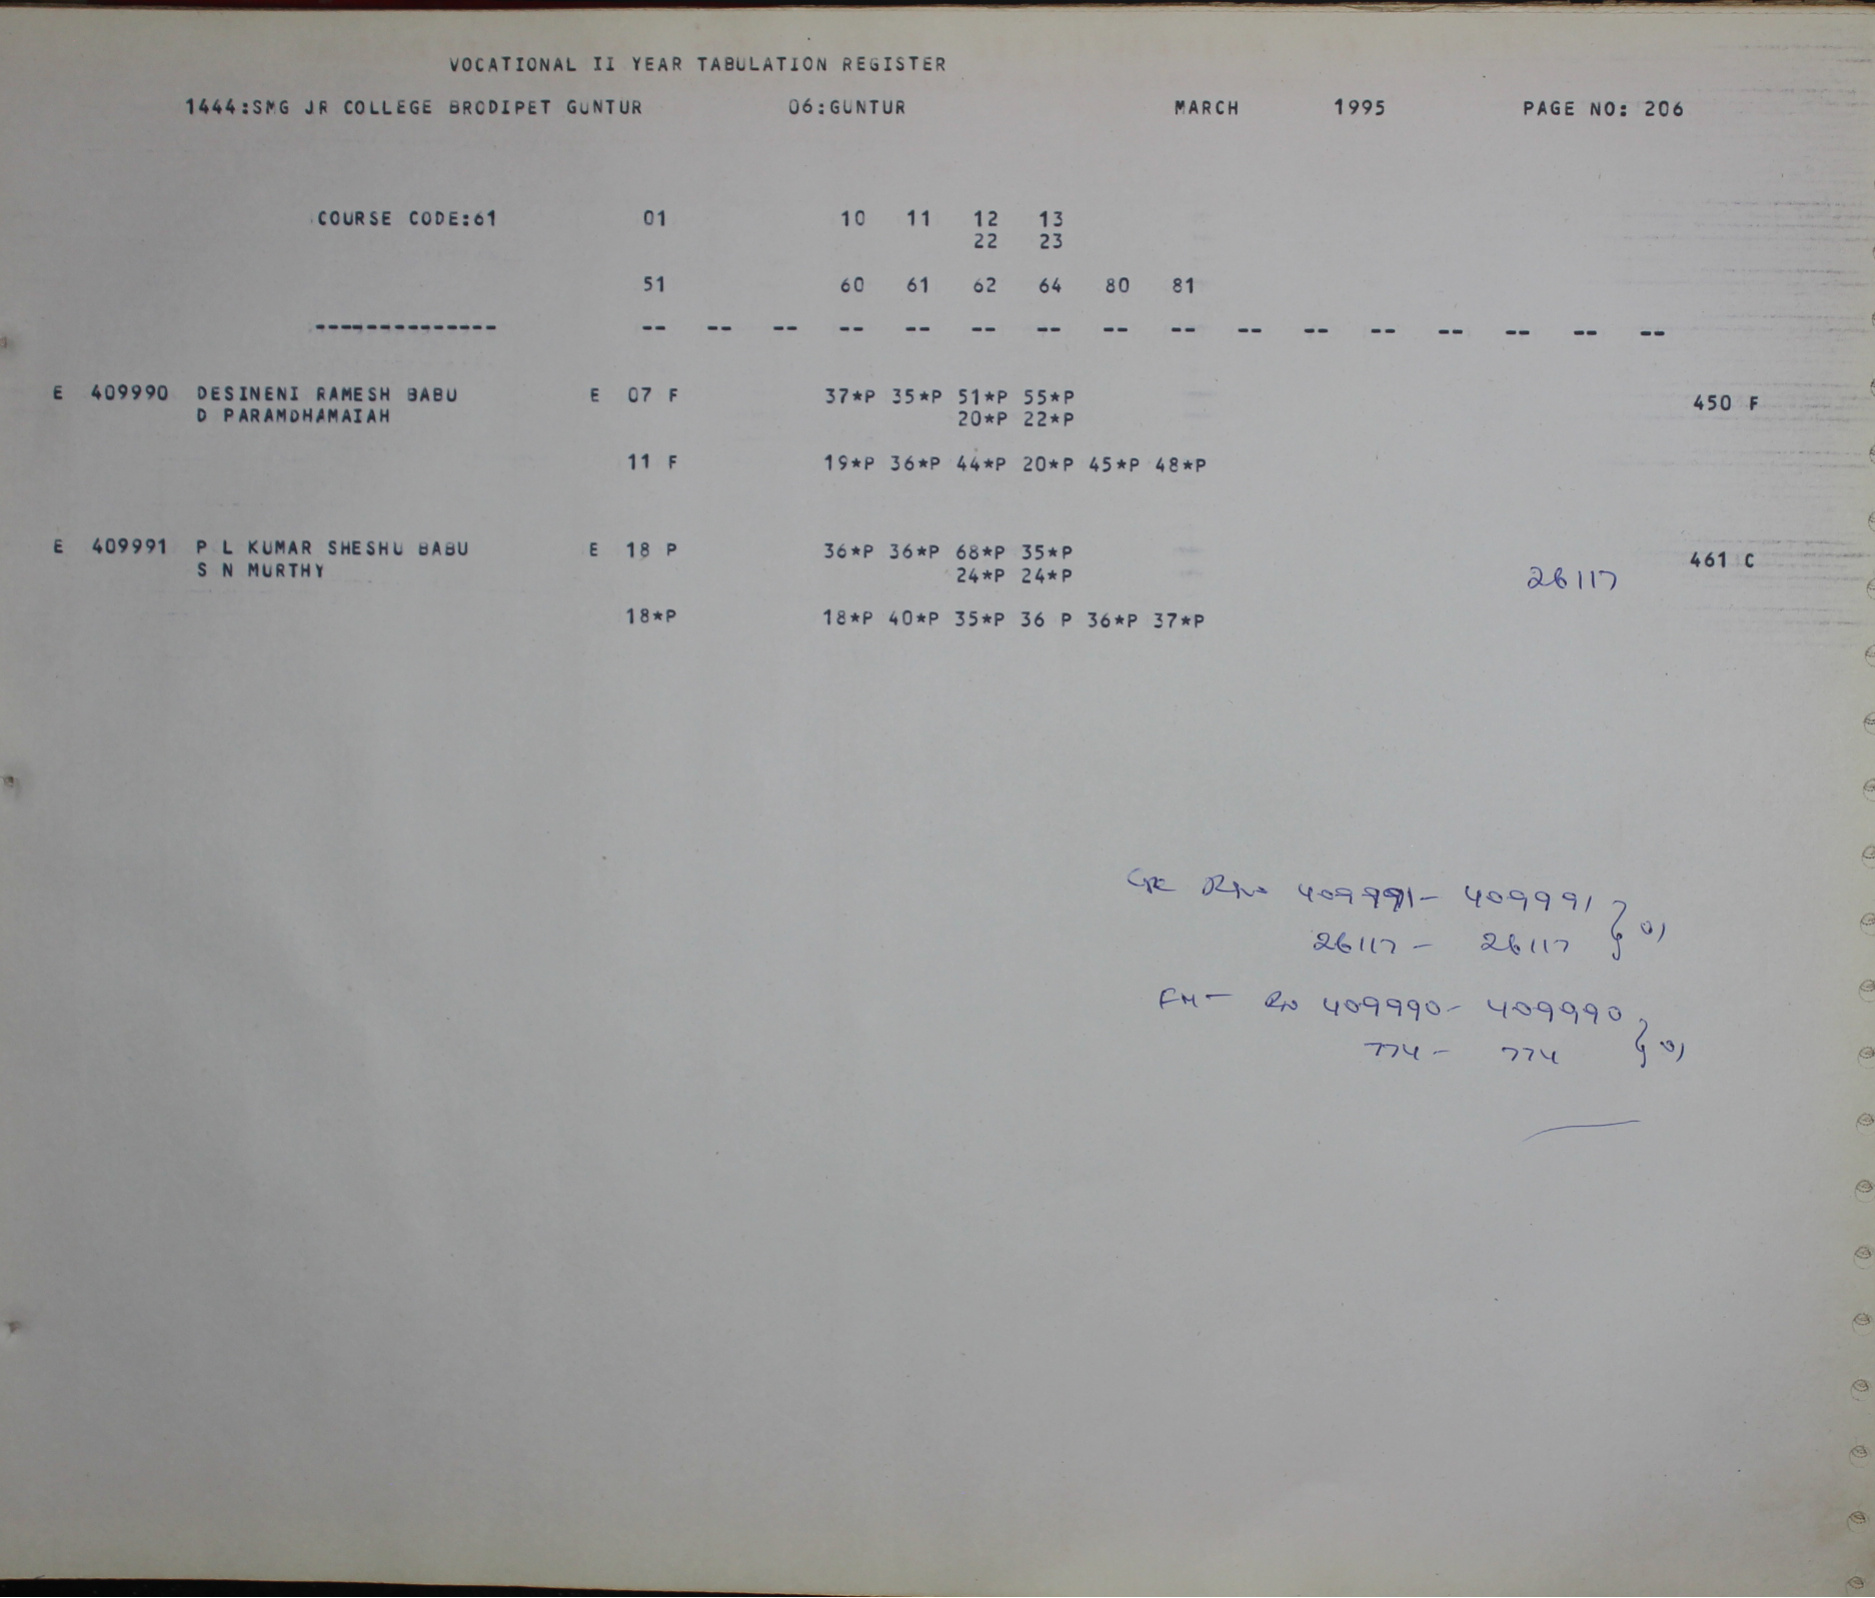 VOCATIONAL II YEAR TABULATION REGISTER
1444:SMG JR COLLEGE BRODIPET GUNTUR 06:GUNTUR MARCH 1995 PAGE NO: 206
COURSE CODE:61 01 10 11 12 13
22 23
51 60 61 62 64 80 81
-------------- -- -- -- -- -- -- -- -- -- -- -- -- -- -- -- --
E 409990 DESINENI RAMESH BABU E 07 F 37*P 35*P 51*P 55*P 450 F
D PARAMDHAMAIAH 20*P 22*P
11 F 19*P 36*P 44*P 20*P 45*P 48*P
E 409991 P L KUMAR SHESHU BABU E 18 P 36*P 36*P 68*P 35*P 461 C
S N MURTHY 24*P 24*P 26117
18*P 18*P 40*P 35*P 36 P 36*P 37*P
409991- 409991 }
26117 - 26117 } 01
FM- RN 409990- 409990 }
774- 774 } 01